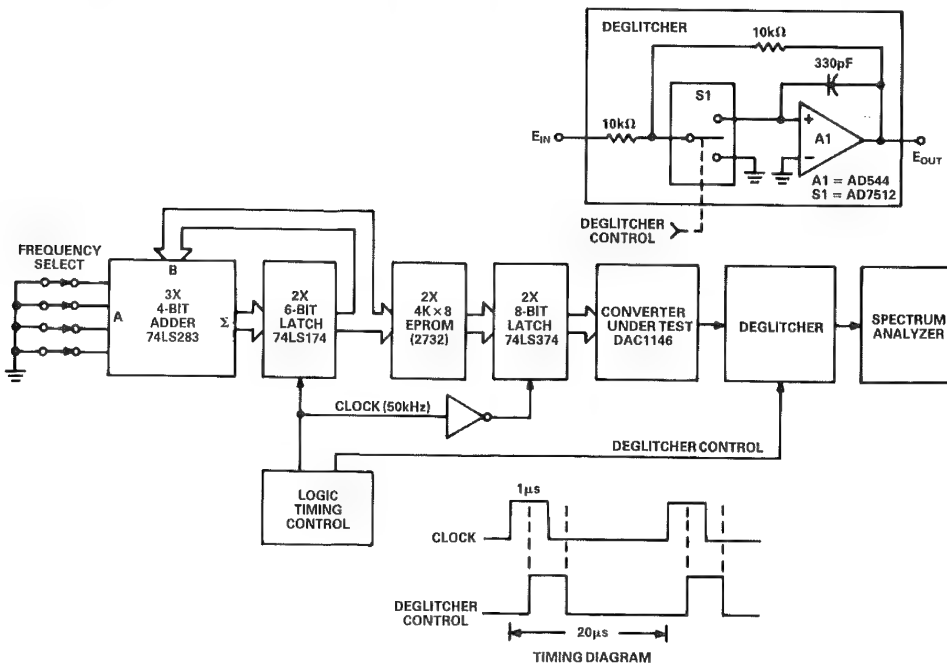 DEGLITCHER
10kΩ
330pF
S1
10kΩ
E_IN
+
A1
−
E_OUT
A1 = AD544
S1 = AD7512
DEGLITCHER
CONTROL
FREQUENCY
SELECT
B
3X
4-BIT
ADDER
74LS283
A
Σ
2X
6-BIT
LATCH
74LS174
2X
4K × 8
EPROM
(2732)
2X
8-BIT
LATCH
74LS374
CONVERTER
UNDER TEST
DAC1146
DEGLITCHER
SPECTRUM
ANALYZER
CLOCK (50kHz)
DEGLITCHER CONTROL
LOGIC
TIMING
CONTROL
1μs
CLOCK
DEGLITCHER
CONTROL
20μs
TIMING DIAGRAM